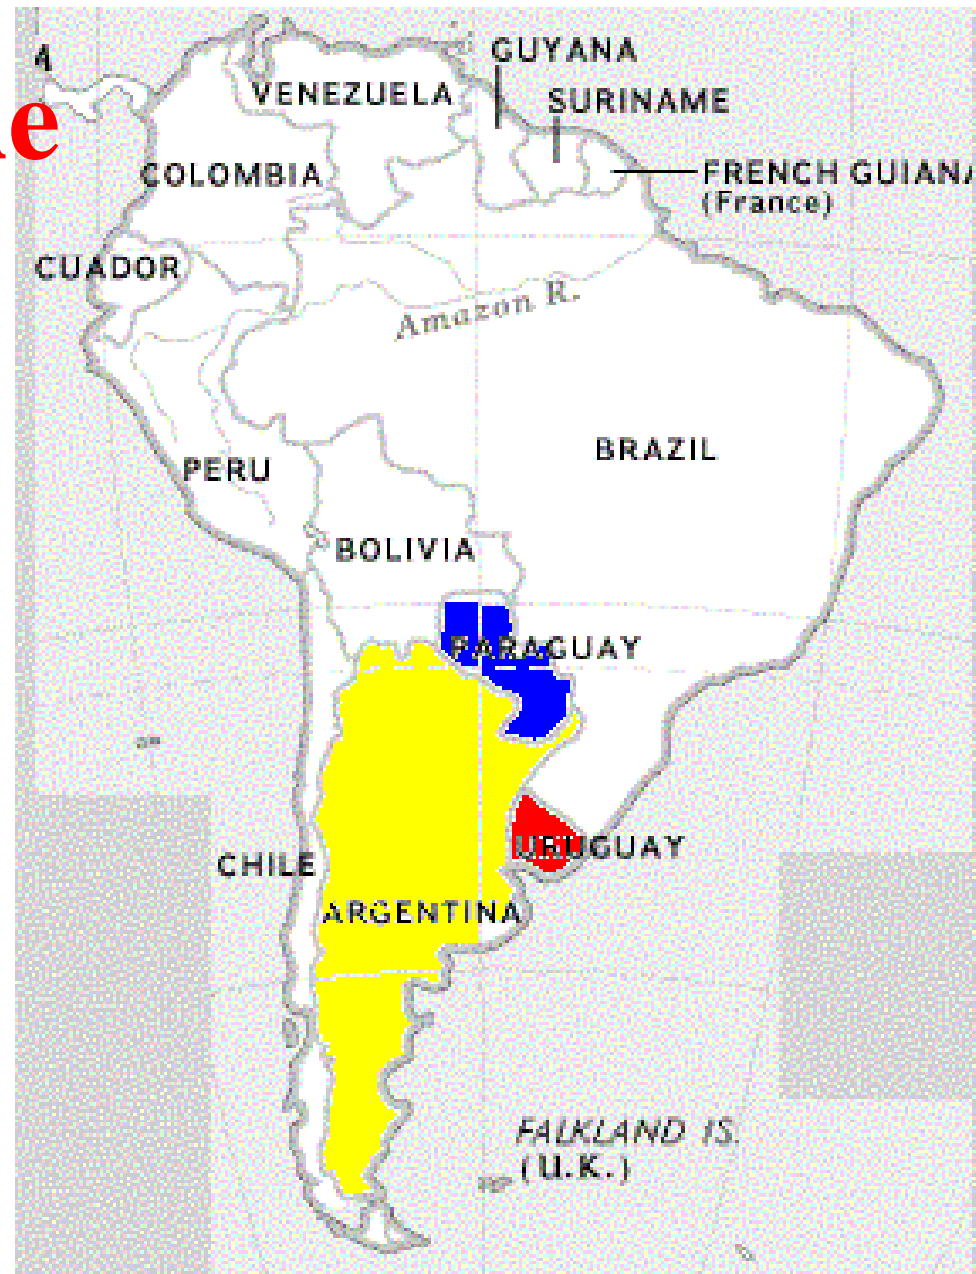 GUYANA
VENEZUELA
SURINAME
COLOMBIA
FRENCH GUIANA
(France)
CUADOR
Amazon R.
BRAZIL
PERU
BOLIVIA
PARAGUAY
URUGUAY
CHILE
ARGENTINA
FALKLAND IS.
(U.K.)